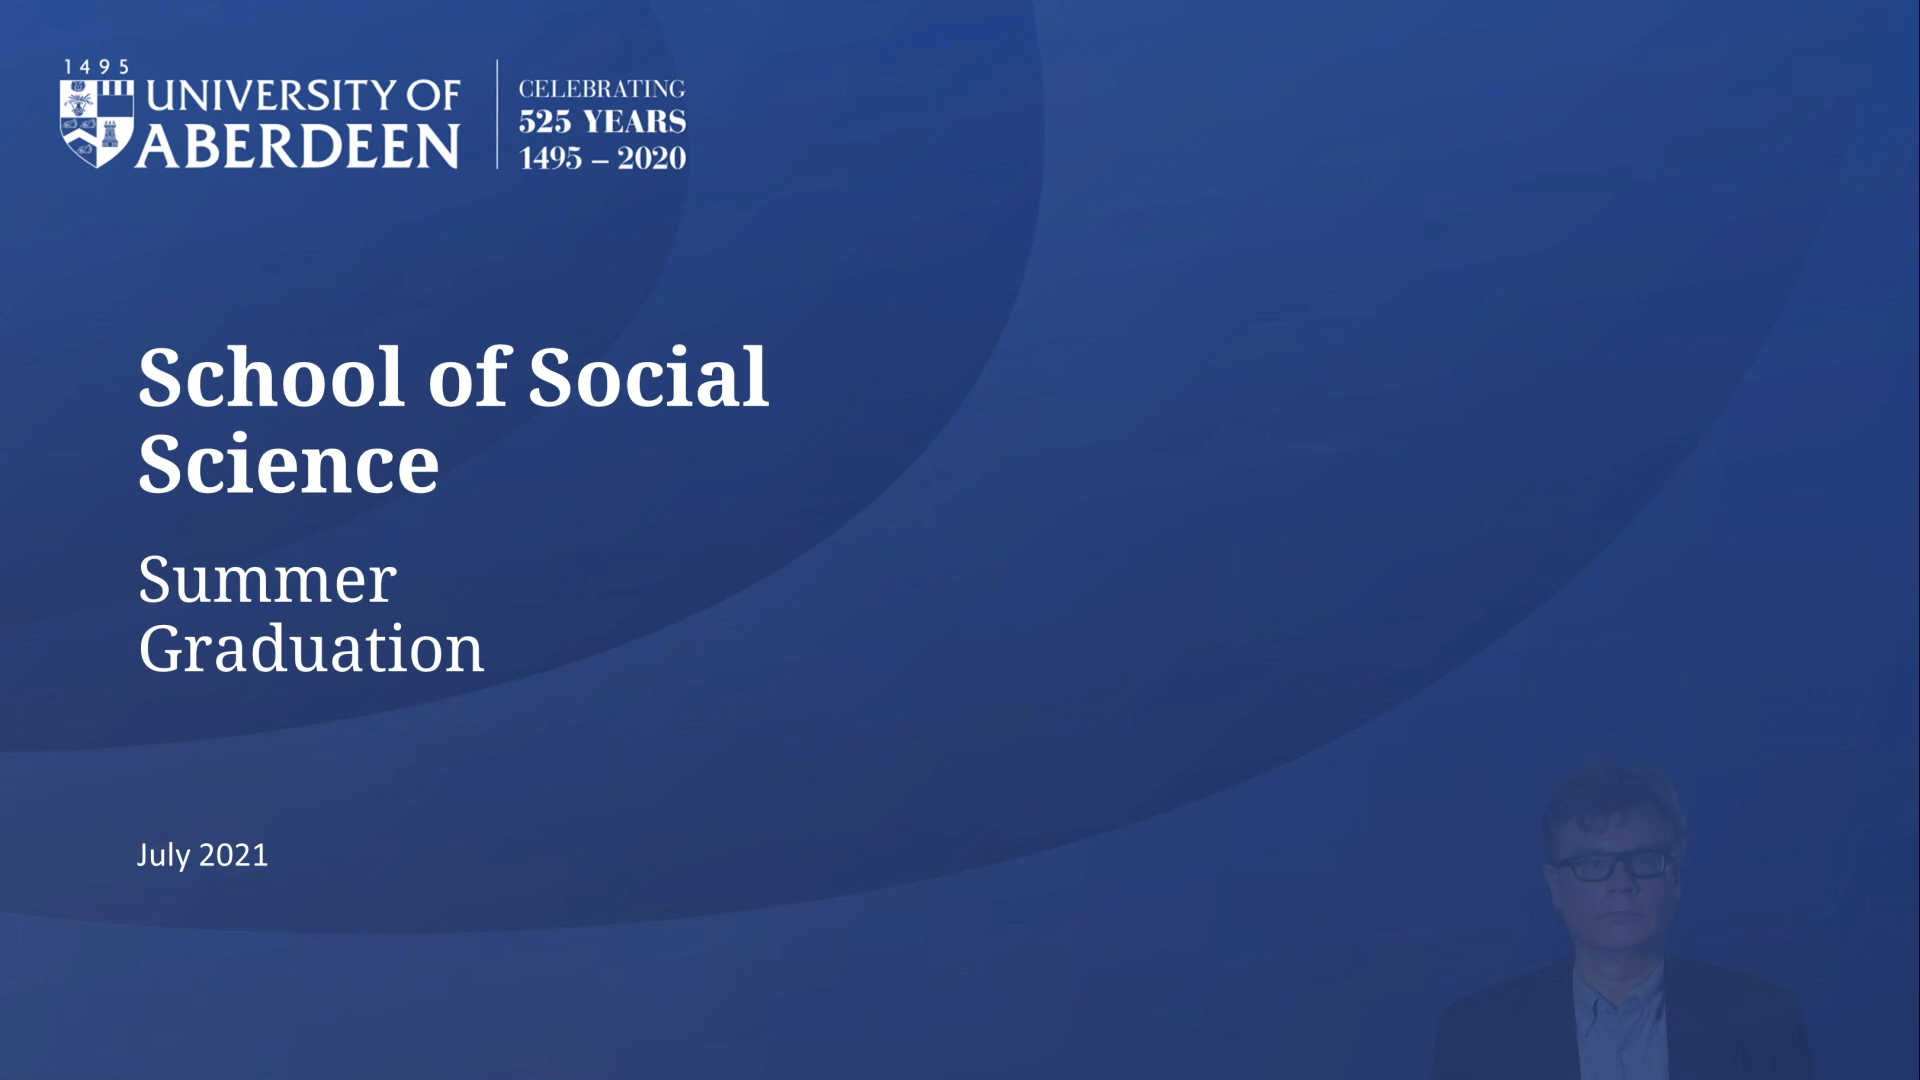 1495
UNIVERSITY OF
ABERDEEN
CELEBRATING
525 YEARS
1495 – 2020
School of Social
Science
Summer
Graduation
July 2021